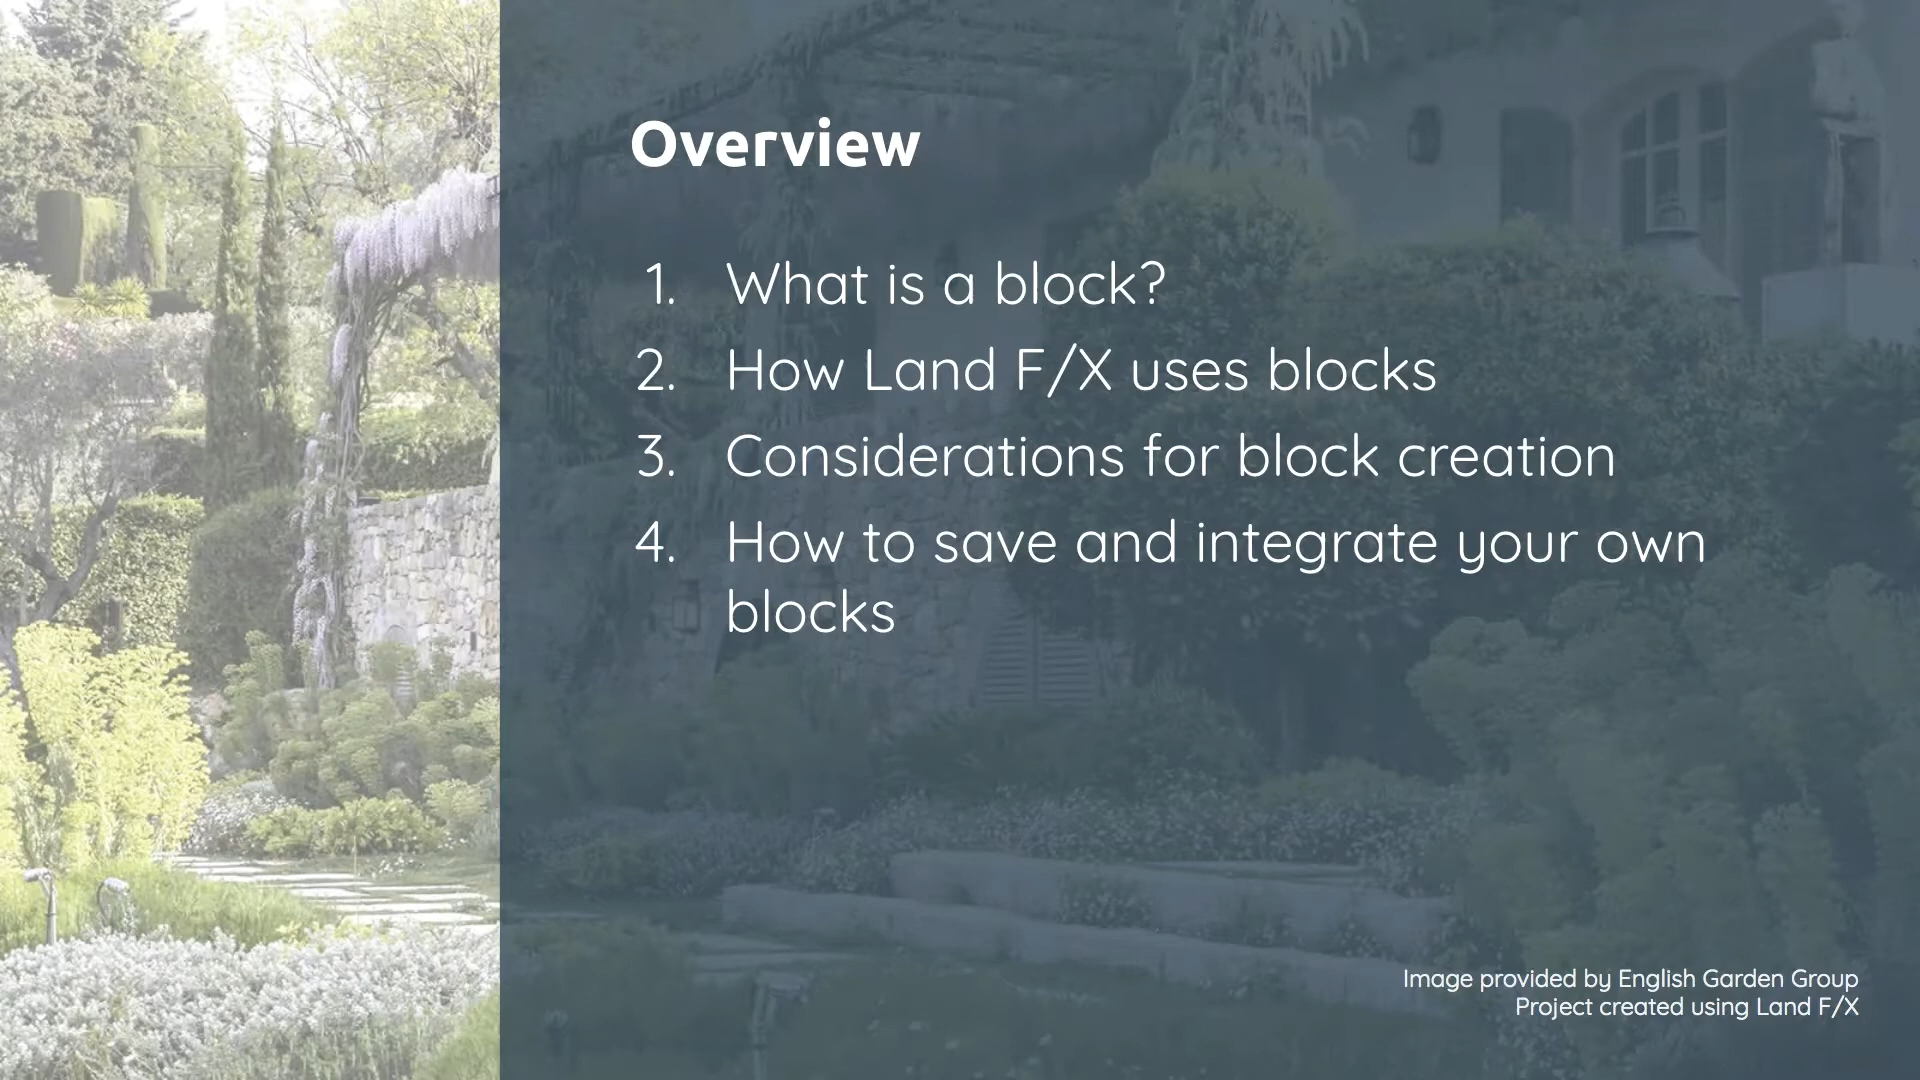 Overview
1. What is a block?
2. How Land F/X uses blocks
3. Considerations for block creation
4. How to save and integrate your own
blocks
Image provided by English Garden Group
Project created using Land F/X